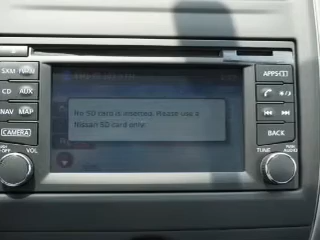 SXM
CD AUX
NAV MAP
CAMERA
VOL
APPS
BACK
TUNE
AUDIO
No SD card is inserted. Please use a
Nissan SD card only.